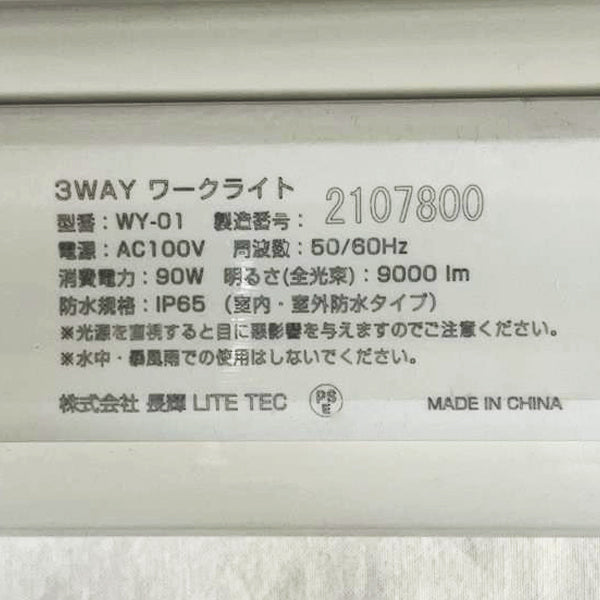 3WAY ワークライト
型番：WY-01 製造番号：2107800
電源：AC100V 周波数：50/60Hz
消費電力：90W 明るさ(全光束)：9000 lm
防水規格：IP65 （室内・室外防水タイプ）
※光源を直視すると目に悪影響を与えますのでご注意ください。
※水中・暴風雨での使用はしないでください。
株式会社 長輝 LITE TEC PSE MADE IN CHINA